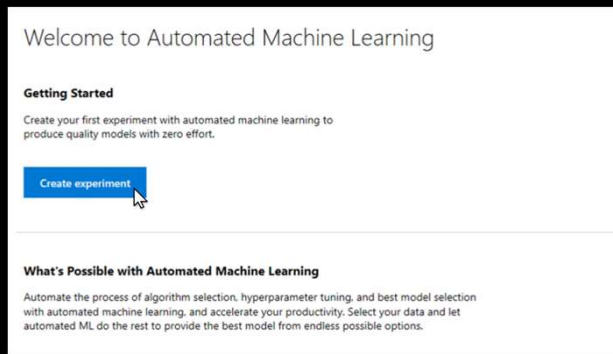 Welcome to Automated Machine Learning
Getting Started
Create your first experiment with automated machine learning to
produce quality models with zero effort.
Create experiment
What's Possible with Automated Machine Learning
Automate the process of algorithm selection, hyperparameter tuning, and best model selection
with automated machine learning, and accelerate your productivity. Select your data and let
automated ML do the rest to provide the best model from endless possible options.